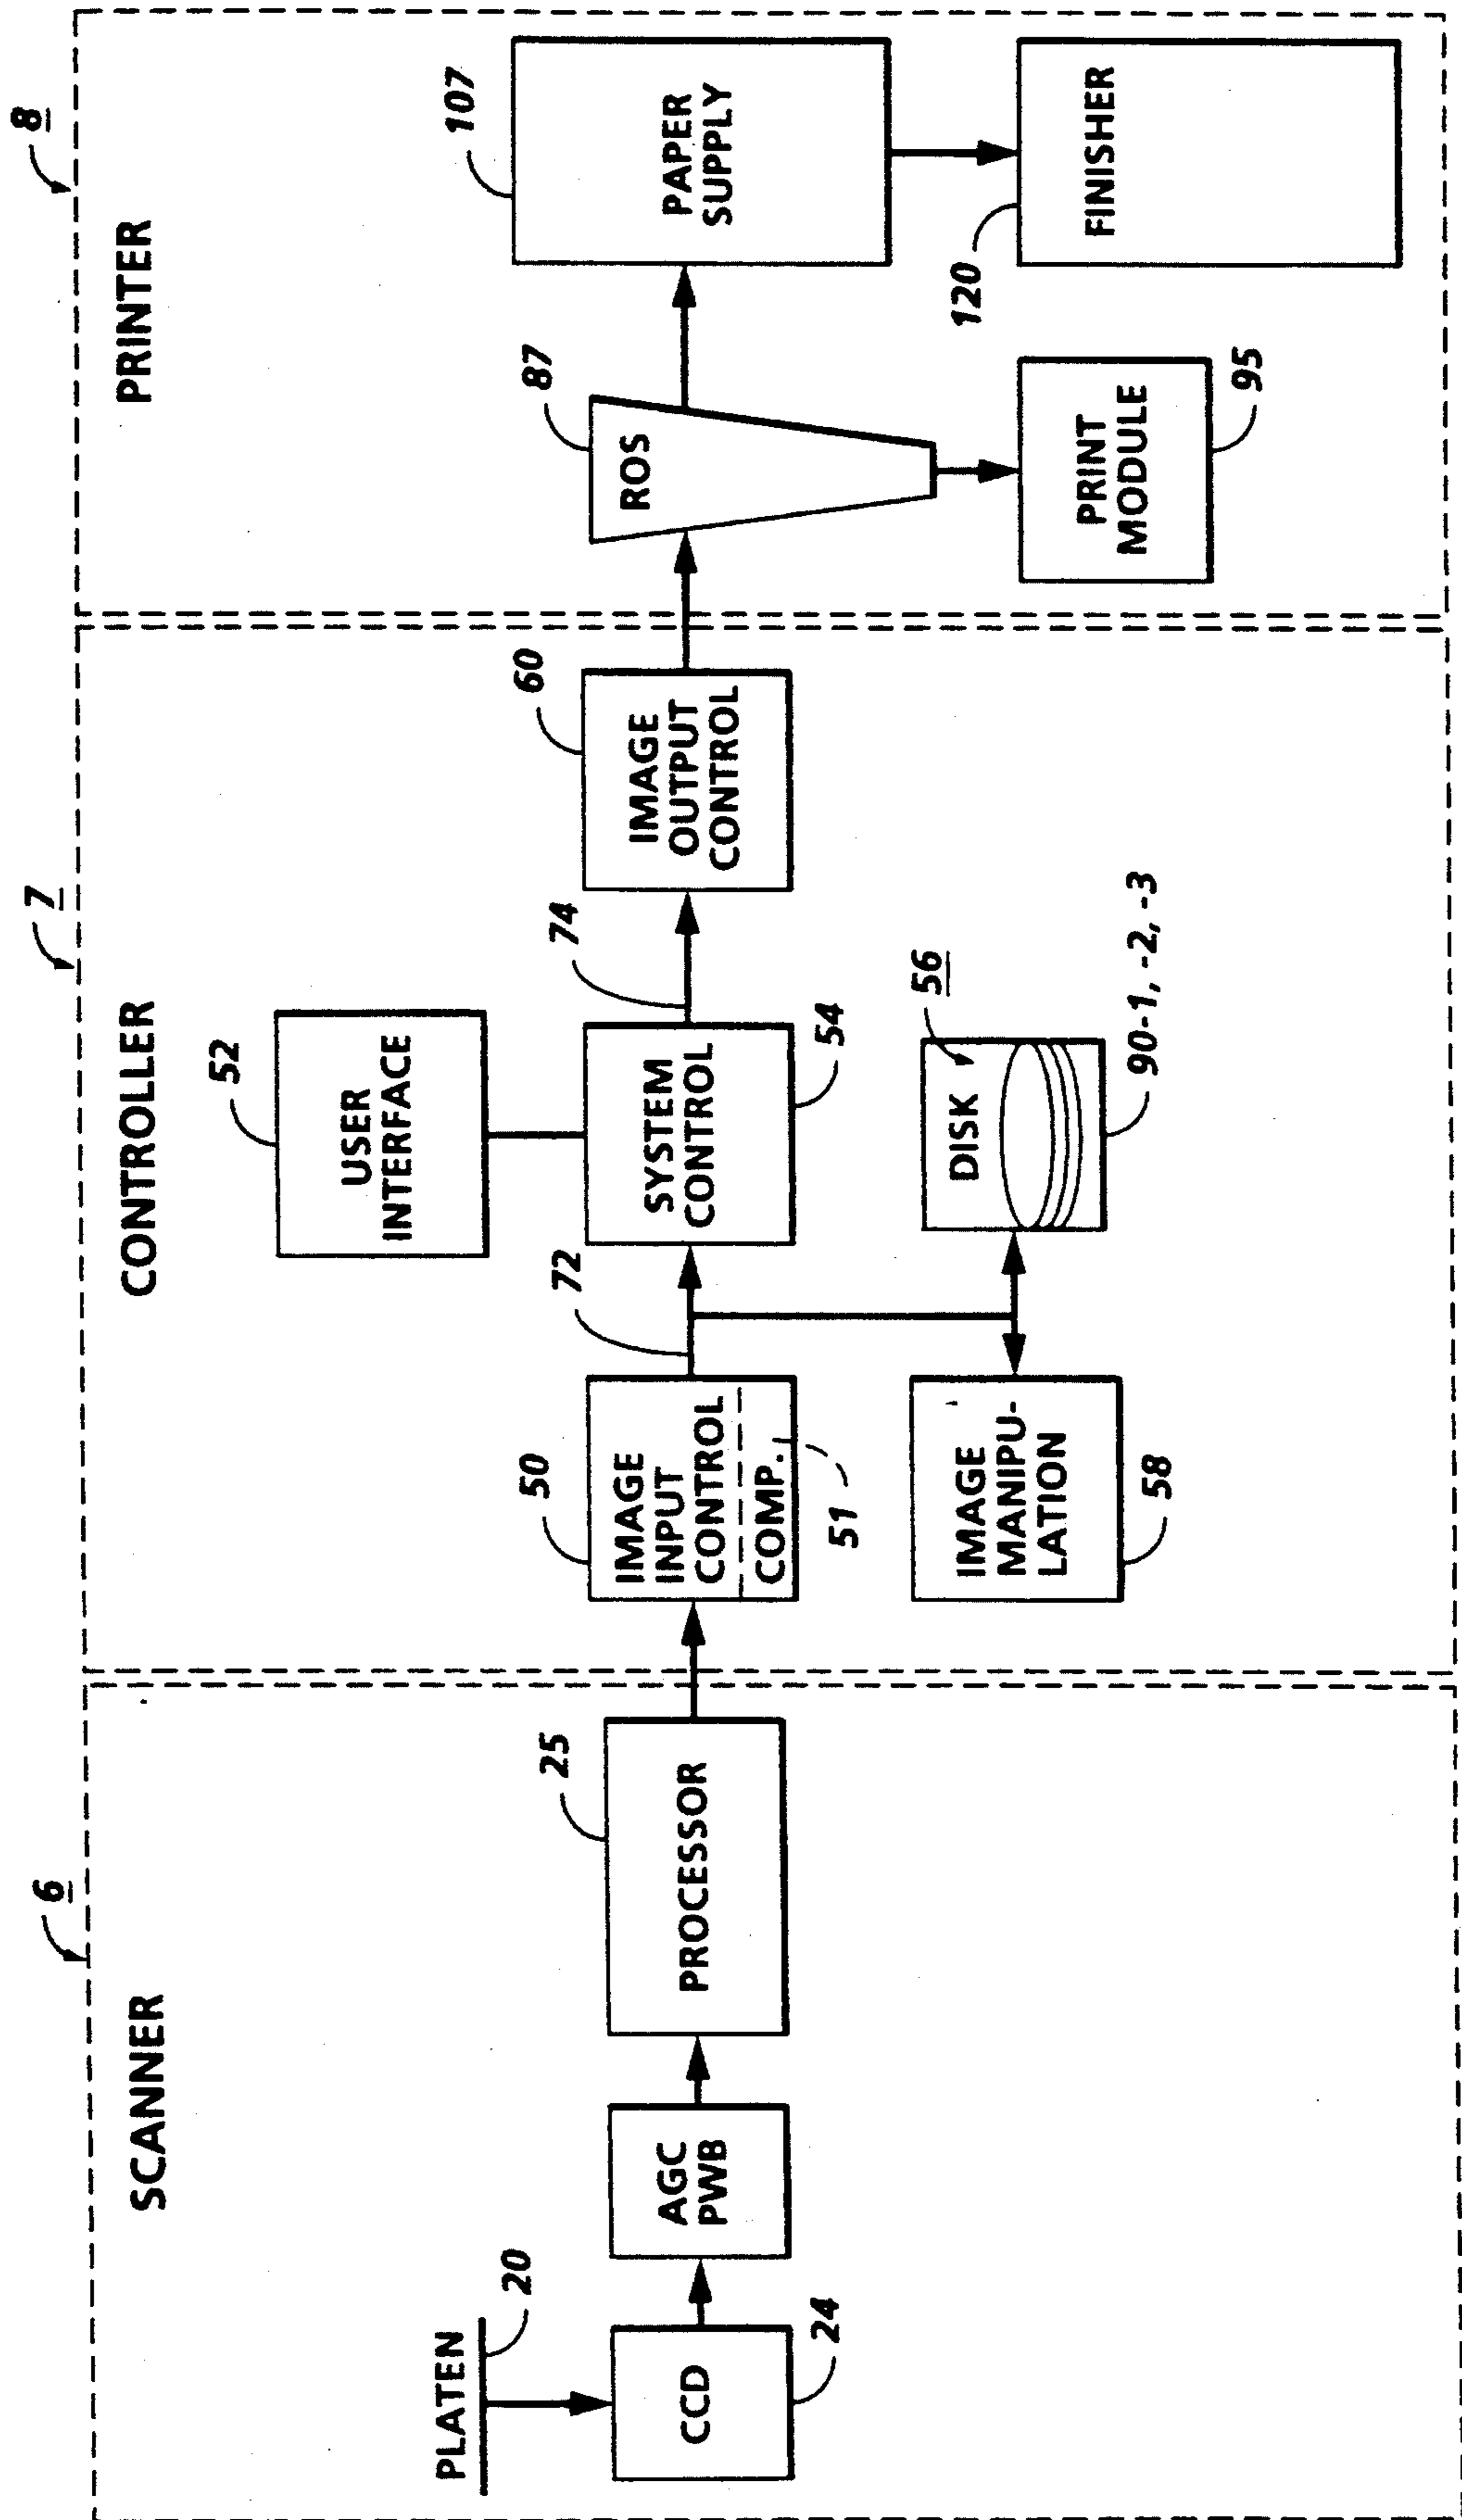 6
SCANNER
PLATEN
20
CCD
24
AGC
PWB
PROCESSOR
25
7
CONTROLLER
52
USER
INTERFACE
50
IMAGE
INPUT
CONTROL
COMP.
51
72
SYSTEM
CONTROL
54
74
IMAGE
OUTPUT
CONTROL
60
IMAGE
MANIPU-
LATION
58
DISK
56
90-1, -2, -3
8
PRINTER
ROS
87
PRINT
MODULE
95
PAPER
SUPPLY
107
FINISHER
120